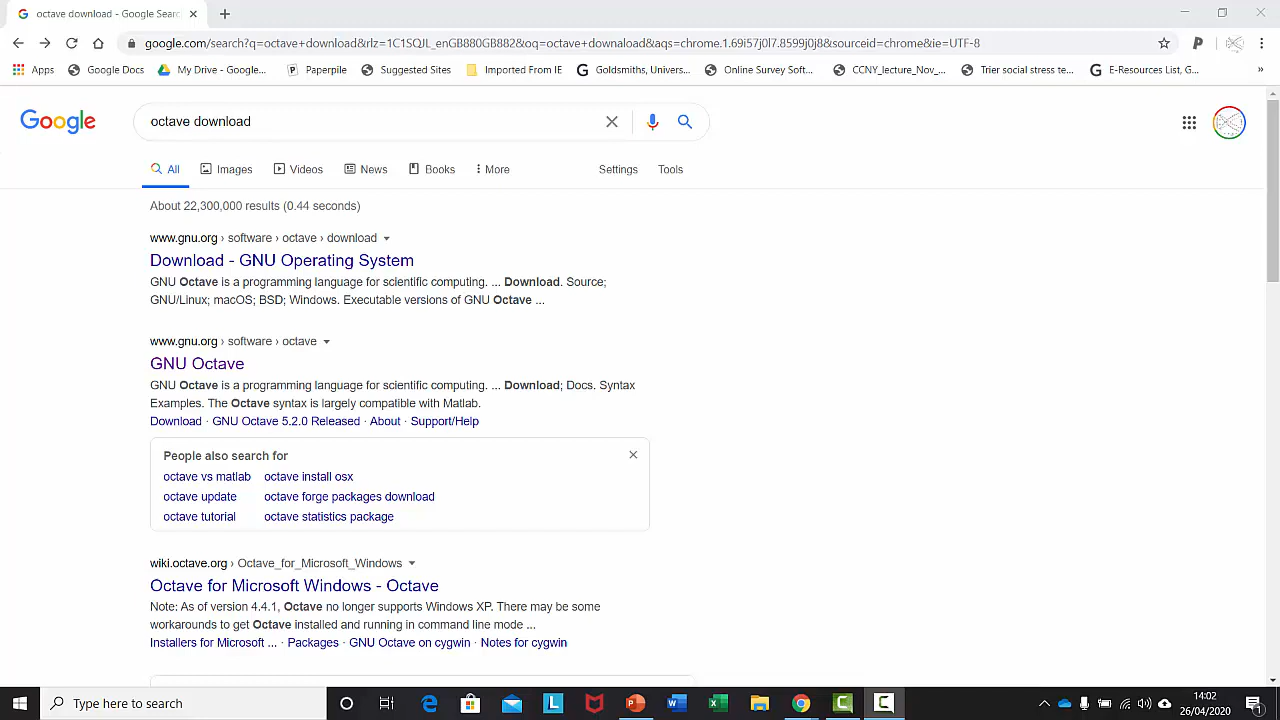 octave download - Google Sear
google.com/search?q=octave+download&rlz=1C1SQJL_enGB880GB882&oq=octave+downaload&aqs=chrome.1.69i57j0l7.8599j0j8&sourceid=chrome&ie=UTF-8
Apps Google Docs My Drive - Google... Paperpile Suggested Sites Imported From IE Goldsmiths, Univers... Online Survey Soft... CCNY_lecture_Nov_... Trier social stress te... E-Resources List, G... »
Google octave download
All Images Videos News Books More Settings Tools
About 22,300,000 results (0.44 seconds)
www.gnu.org › software › octave › download
Download - GNU Operating System
GNU Octave is a programming language for scientific computing. ... Download. Source;
GNU/Linux; macOS; BSD; Windows. Executable versions of GNU Octave ...
www.gnu.org › software › octave
GNU Octave
GNU Octave is a programming language for scientific computing. ... Download; Docs. Syntax
Examples. The Octave syntax is largely compatible with Matlab.
Download · GNU Octave 5.2.0 Released · About · Support/Help
People also search for
octave vs matlab octave install osx
octave update octave forge packages download
octave tutorial octave statistics package
wiki.octave.org › Octave_for_Microsoft_Windows
Octave for Microsoft Windows - Octave
Note: As of version 4.4.1, Octave no longer supports Windows XP. There may be some
workarounds to get Octave installed and running in command line mode ...
Installers for Microsoft ... · Packages · GNU Octave on cygwin · Notes for cygwin
Type here to search
14:02
26/04/2020